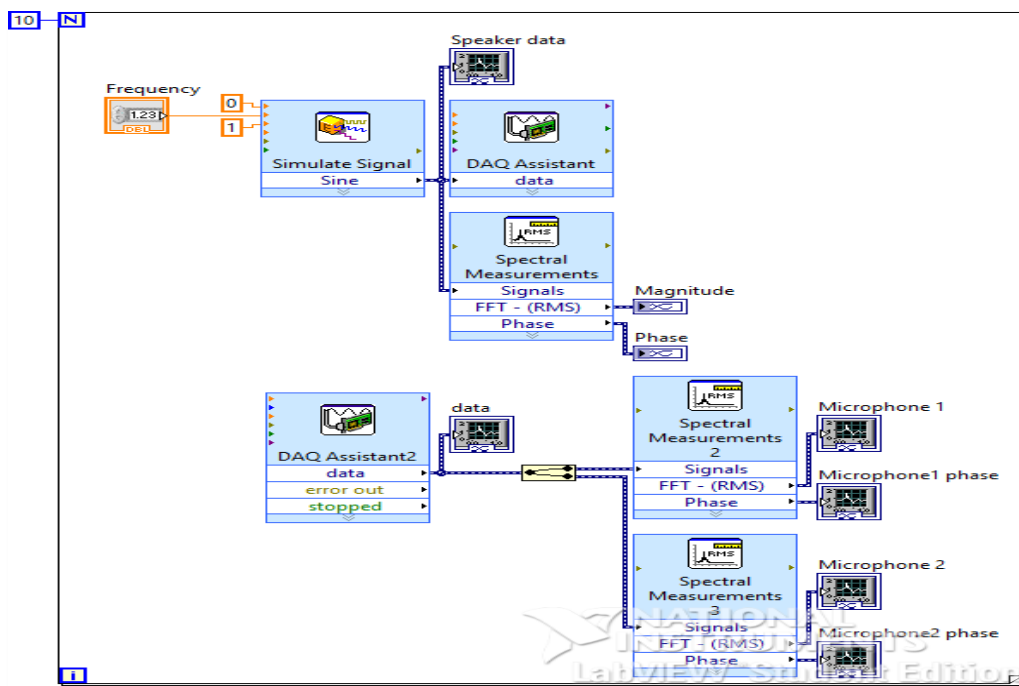 10
N
Speaker data
Frequency
1.23
DBL
0
1
Simulate Signal
Sine
DAQ Assistant
data
RMS
Spectral
Measurements
Signals
FFT - (RMS)
Phase
Magnitude
Phase
DAQ Assistant2
data
error out
stopped
data
RMS
Spectral
Measurements
2
Signals
FFT - (RMS)
Phase
Microphone 1
Microphone1 phase
RMS
Spectral
Measurements
3
Signals
FFT - (RMS)
Phase
Microphone 2
Microphone2 phase
NATIONAL
INSTRUMENTS
LabVIEW Student Edition
i